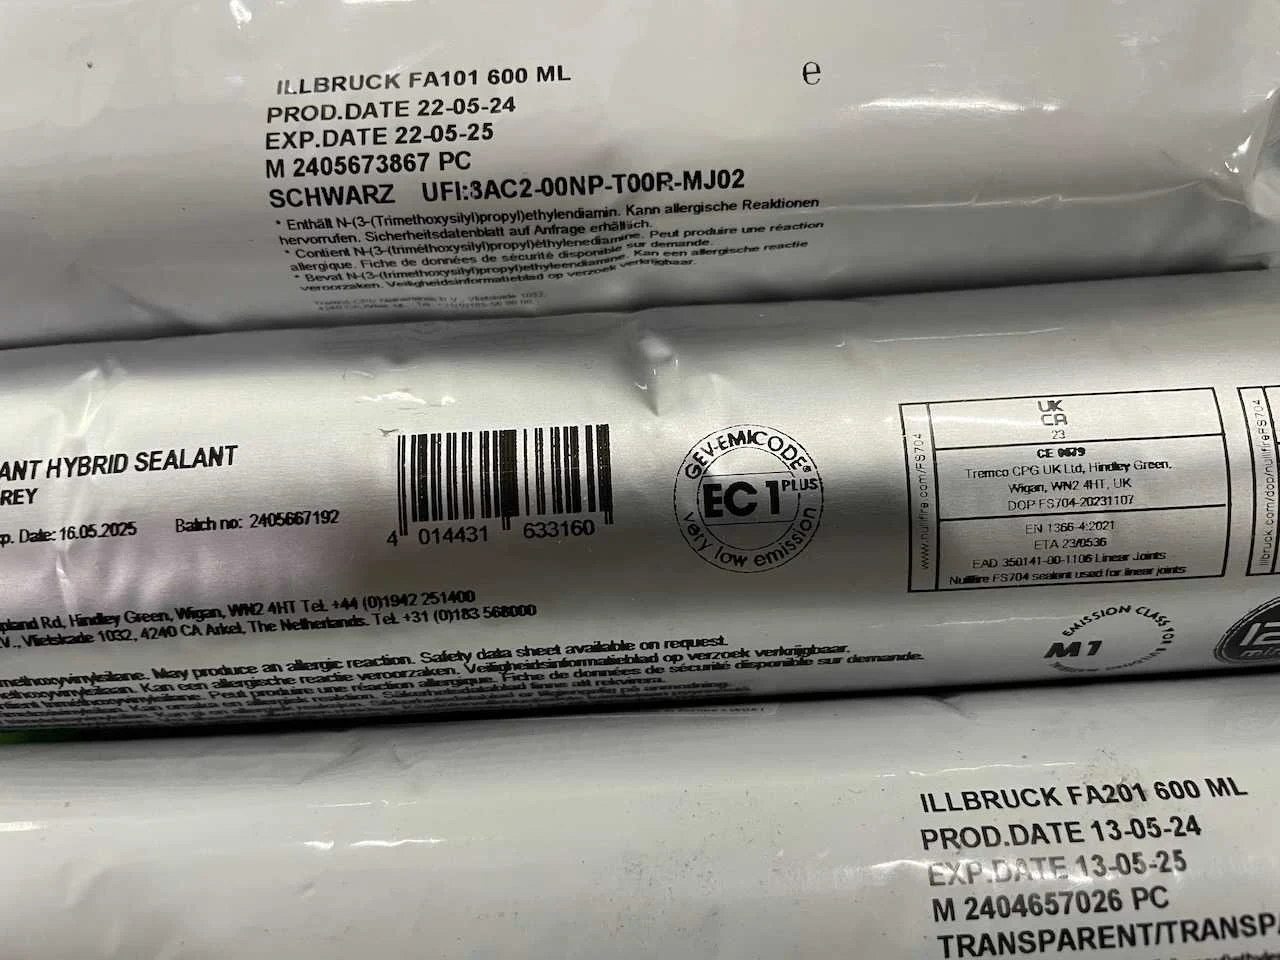 ILLBRUCK FA101 600 ML
e
PROD.DATE 22-05-24
EXP.DATE 22-05-25
M 2405673867 PC
SCHWARZ UFI:8AC2-00NP-T00R-MJ02
* Enthält N-(3-(Trimethoxysilyl)propyl)ethylendiamin. Kann allergische Reaktionen
hervorrufen. Sicherheitsdatenblatt auf Anfrage erhältlich.
* Contient N-(3-(triméthoxysilyl)propyl)éthylenediamine. Peut produire une réaction
allergique. Fiche de données de sécurité disponible sur demande.
* Bevat N-(3-(trimethoxysilyl)propyl)ethyleendiamine. Kan een allergische reactie
veroorzaken. Veiligheidsinformatieblad op verzoek verkrijgbaar.
ANT HYBRID SEALANT
REY
p. Date: 16.05.2025 Batch no: 2405667192
4 014431 633160
GEV-EMICODE®
EC1 PLUS
very low emission
www.nullfire.com/FS704
UK
CA
23
CE 0679
Tremco CPG UK Ltd, Hindley Green,
Wigan, WN2 4HT, UK
DOP FS704-20231107
EN 1366-4:2021
ETA 23/0536
EAD 350141-00-1106 Linear Joints
Nullfire FS704 sealant used for linear joints
illbruck.com/dop/nullifireFS704
pland Rd, Hindley Green, Wigan, WN2 4HT Tel. +44 (0)1942 251400
V., Vlietskade 1032, 4240 CA Arkel, The Netherlands. Tel. +31 (0)183 568000
EMISSION CLASS FOR
M1
methoxyvinylsilane. May produce an allergic reaction. Safety data sheet available on request.
ethoxyvinylsilaan. Kan een allergische reactie veroorzaken. Veiligheidsinformatieblad op verzoek verkrijgbaar.
tient triméthoxyvinylsilane. Peut produire une réaction allergique. Fiche de données de sécurité disponible sur demande.
ILLBRUCK FA201 600 ML
PROD.DATE 13-05-24
EXP.DATE 13-05-25
M 2404657026 PC
TRANSPARENT/TRANSPA